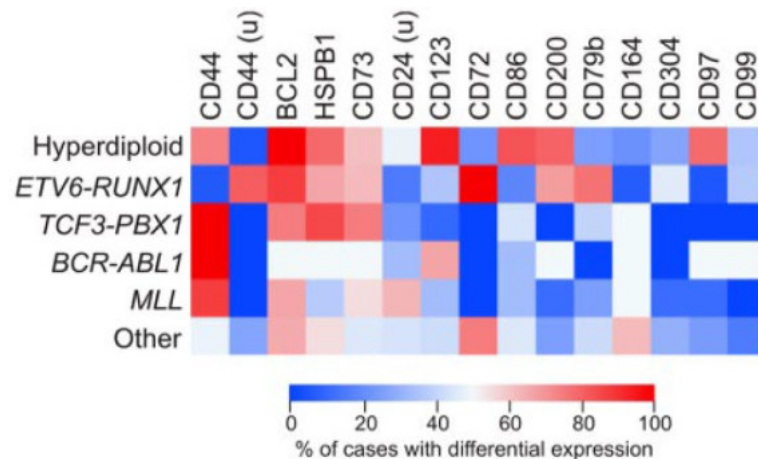 CD44 CD44 (u) BCL2 HSPB1 CD73 CD24 (u) CD123 CD72 CD86 CD200 CD79b CD164 CD304 CD97 CD99
Hyperdiploid
ETV6-RUNX1
TCF3-PBX1
BCR-ABL1
MLL
Other
0 20 40 60 80 100
% of cases with differential expression